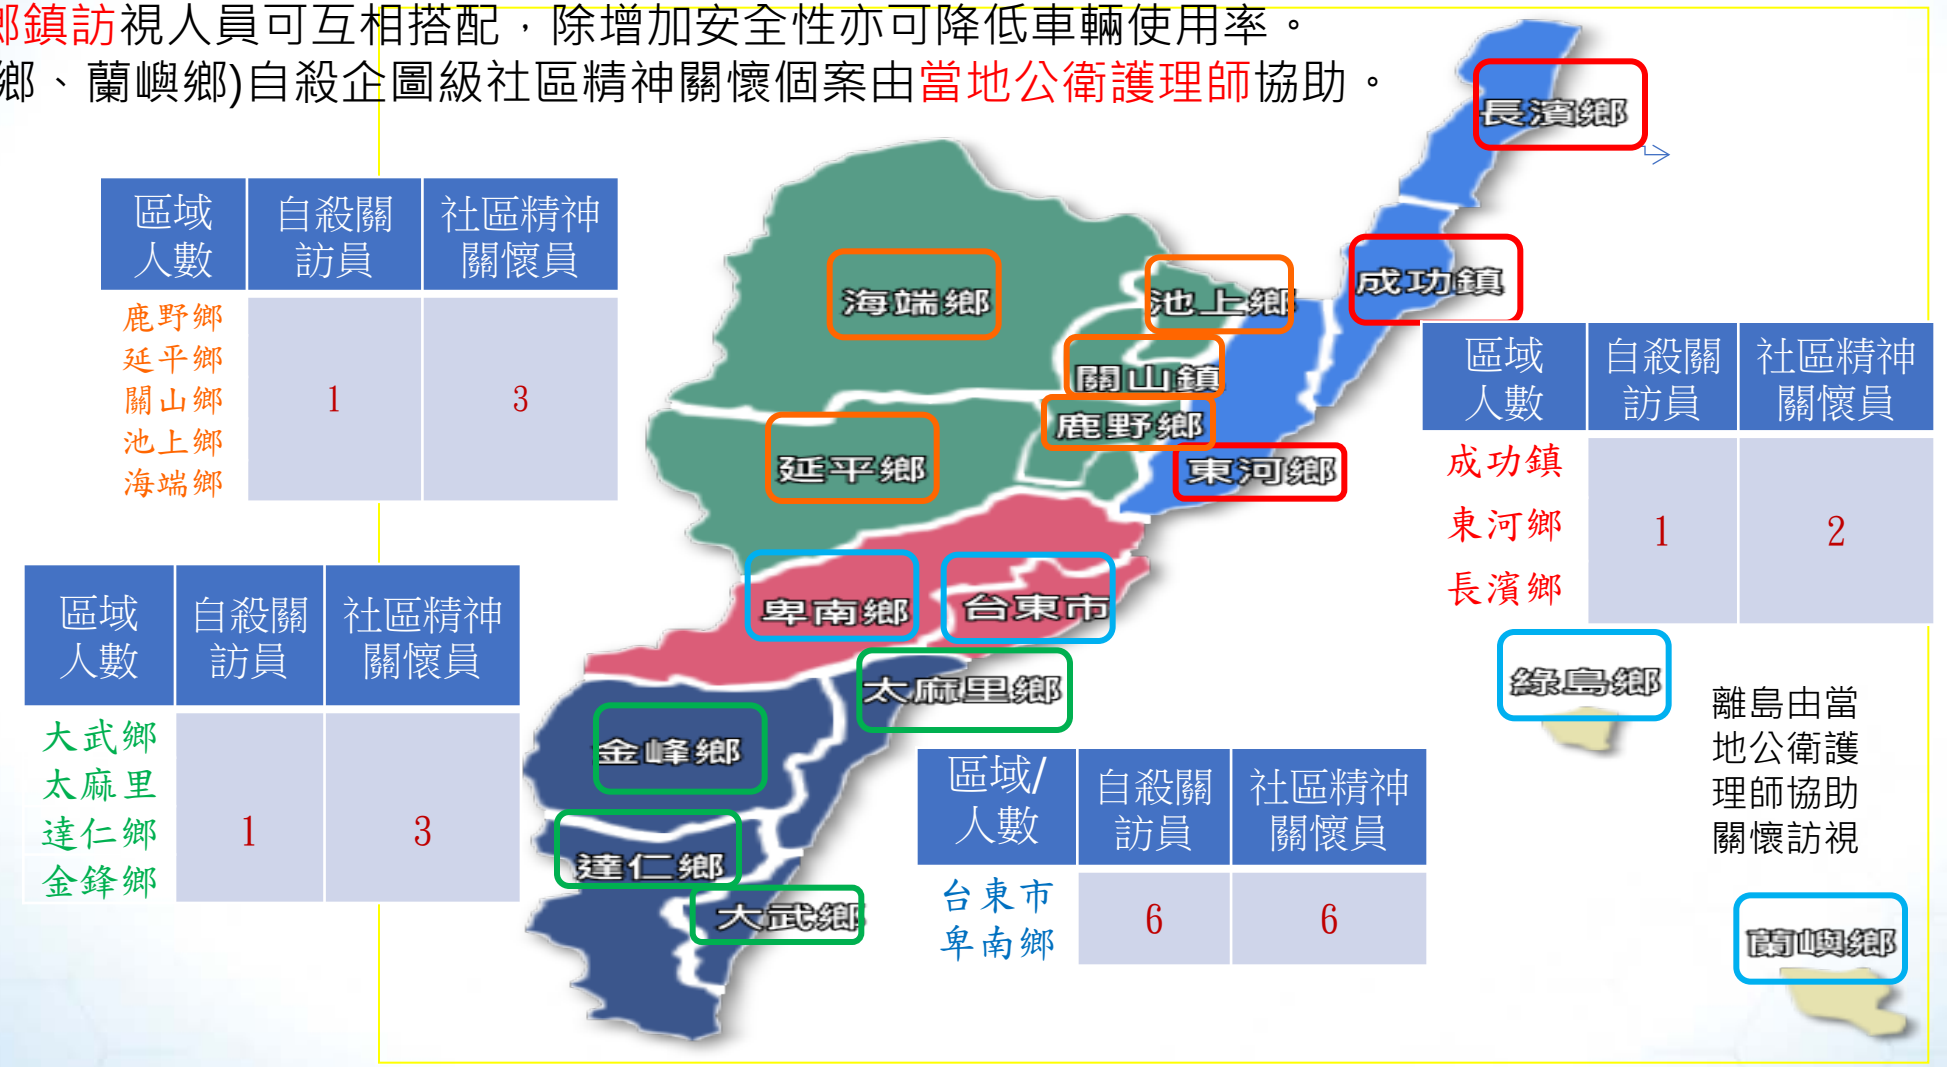 鄉鎮訪視人員可互相搭配，除增加安全性亦可降低車輛使用率。
鄉、蘭嶼鄉)自殺企圖級社區精神關懷個案由當地公衛護理師協助。
長濱鄉
區域
人數
自殺關
訪員
社區精神
關懷員
鹿野鄉
延平鄉
關山鄉
池上鄉
海端鄉
1
3
海端鄉
池上鄉
成功鎮
關山鎮
鹿野鄉
延平鄉
東河鄉
區域
人數
自殺關
訪員
社區精神
關懷員
成功鎮
東河鄉
長濱鄉
1
2
卑南鄉
台東市
區域
人數
自殺關
訪員
社區精神
關懷員
大武鄉
太麻里
達仁鄉
金鋒鄉
1
3
太麻里鄉
金峰鄉
達仁鄉
大武鄉
區域/
人數
自殺關
訪員
社區精神
關懷員
台東市
卑南鄉
6
6
綠島鄉
離島由當
地公衛護
理師協助
關懷訪視
蘭嶼鄉